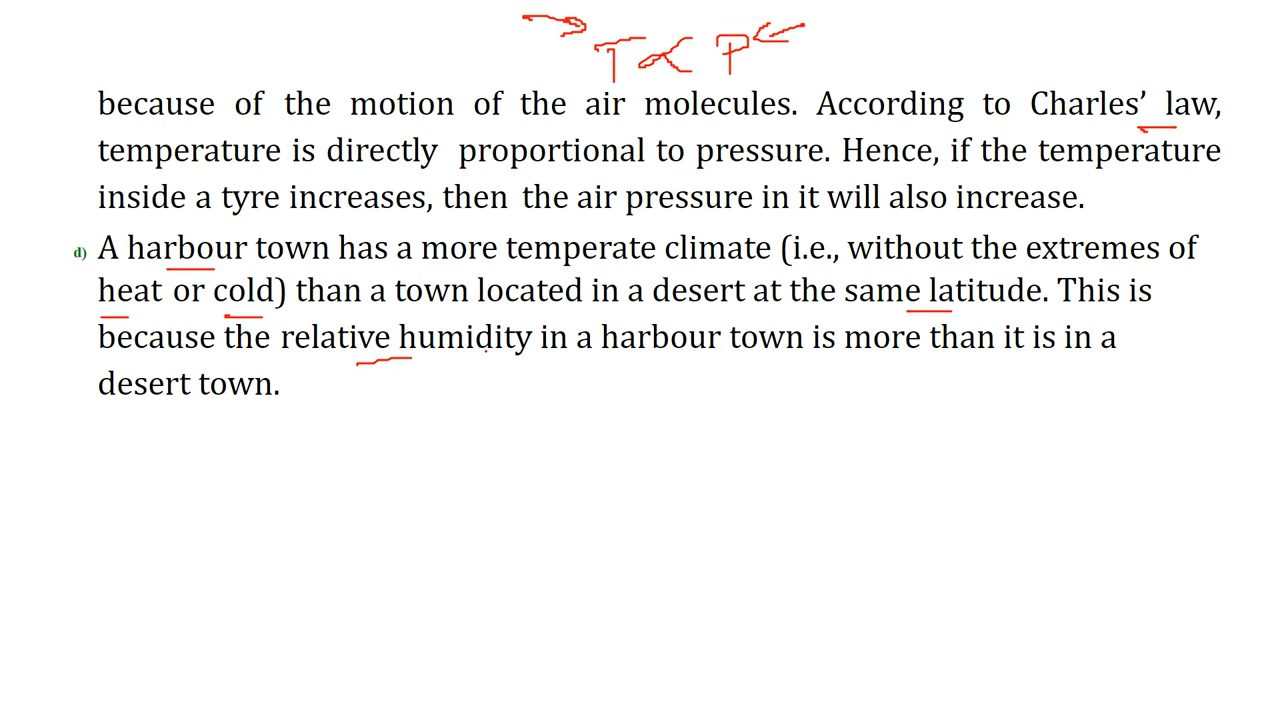 T ∝ P
because of the motion of the air molecules. According to Charles’ law,
temperature is directly proportional to pressure. Hence, if the temperature
inside a tyre increases, then the air pressure in it will also increase.
d) A harbour town has a more temperate climate (i.e., without the extremes of
heat or cold) than a town located in a desert at the same latitude. This is
because the relative humidity in a harbour town is more than it is in a
desert town.